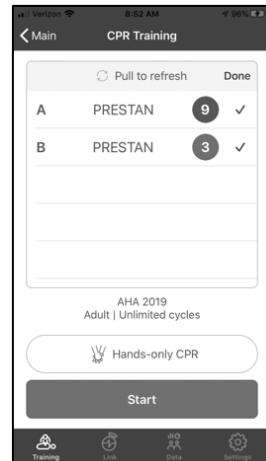 Verizon 8:52 AM 96%
Main CPR Training
Pull to refresh Done
A PRESTAN 9
B PRESTAN 3
AHA 2019
Adult | Unlimited cycles
Hands-only CPR
Start
Training Link Data Settings